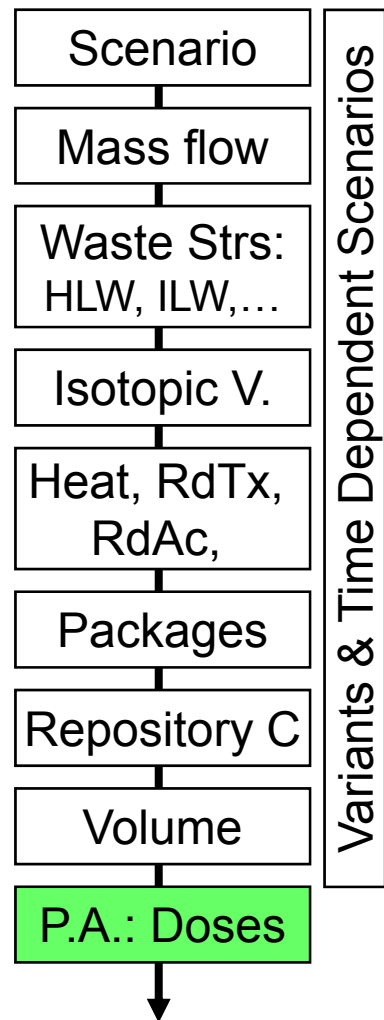 Scenario
Mass flow
Waste Strs:
HLW, ILW,…
Isotopic V.
Heat, RdTx,
RdAc,
Packages
Repository C
Volume
P.A.: Doses
Variants & Time Dependent Scenarios